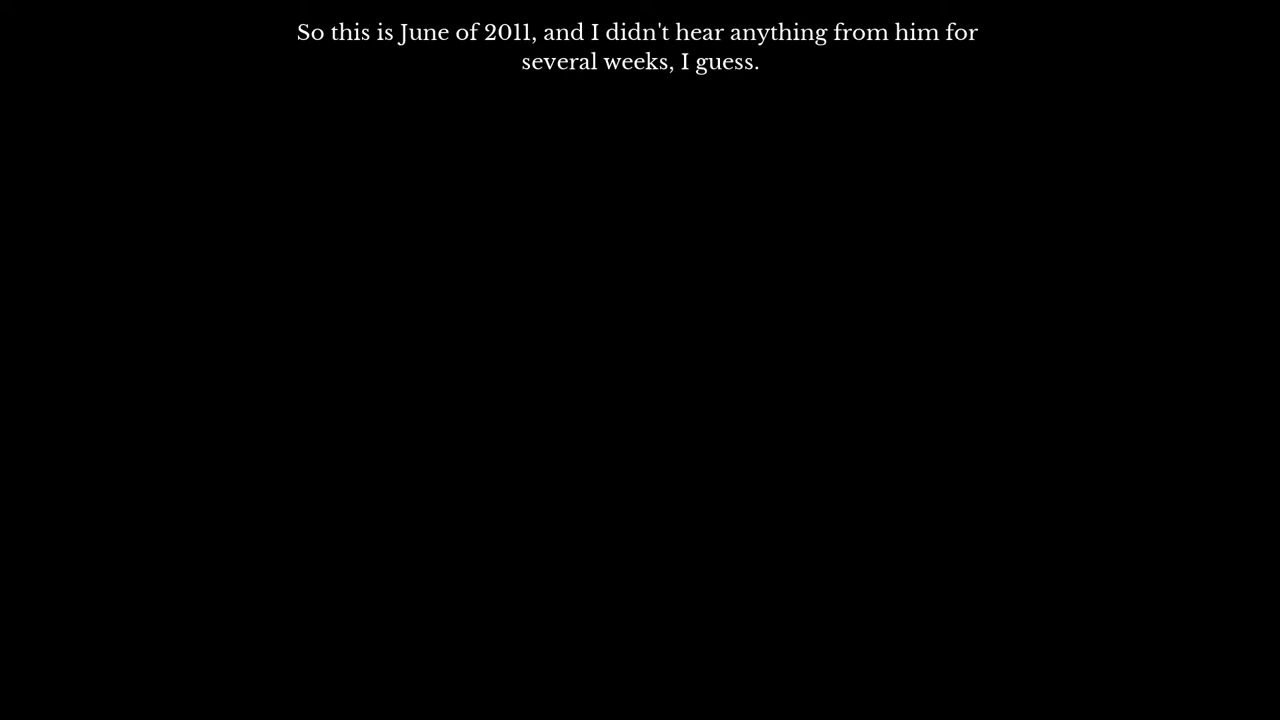 So this is June of 2011, and I didn't hear anything from him for
several weeks, I guess.